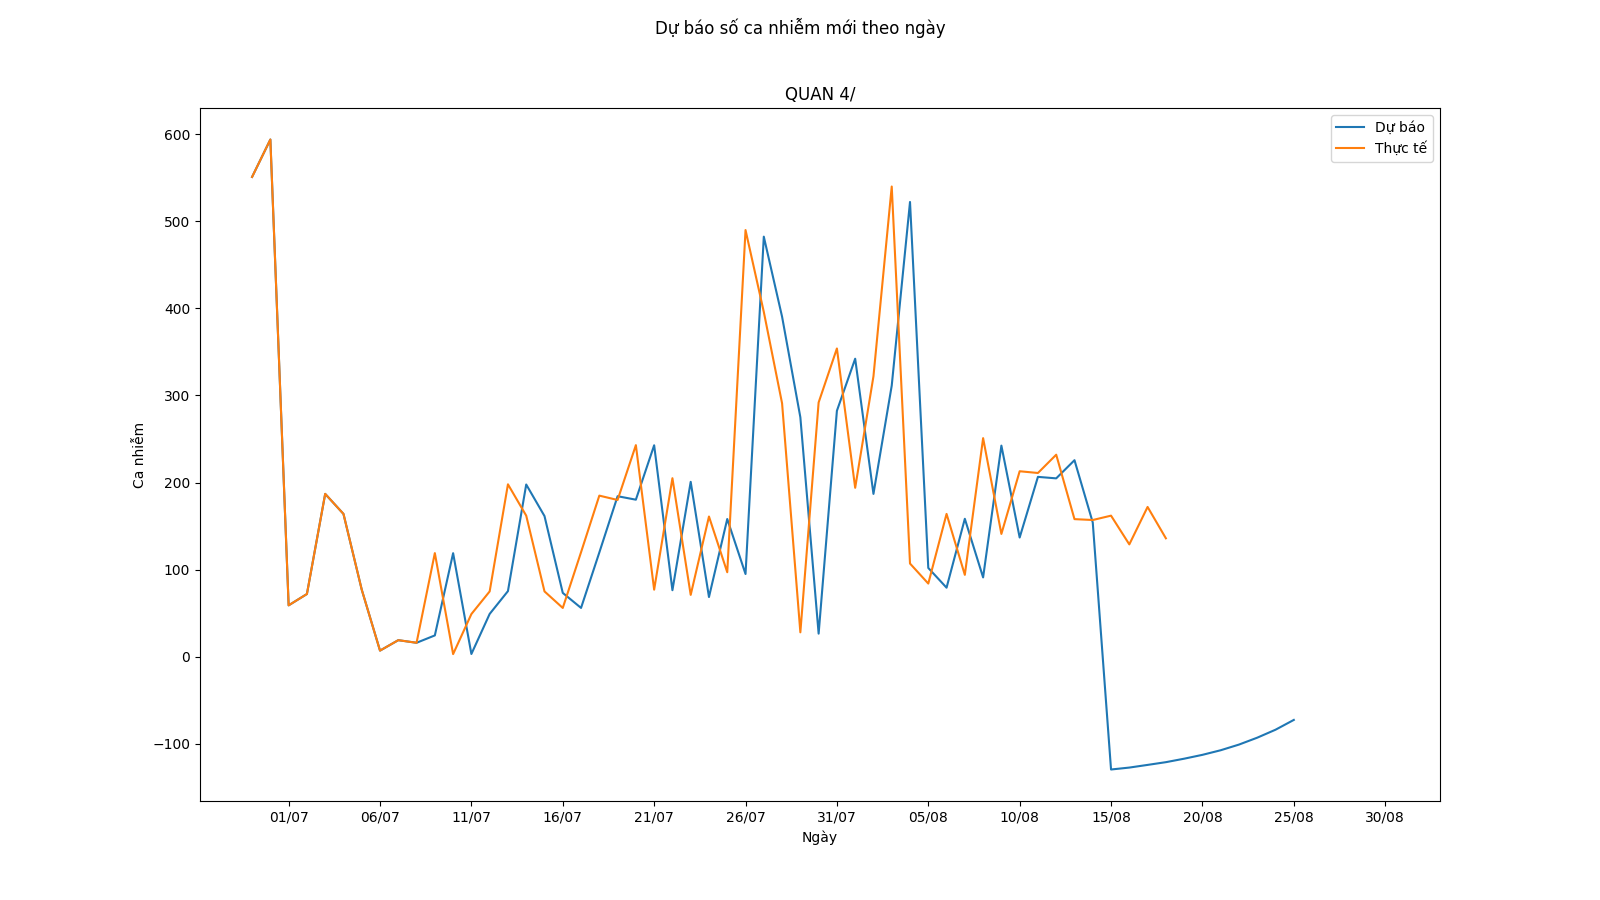 Dự báo số ca nhiễm mới theo ngày
QUAN 4/
Dự báo
Thực tế
600
500
400
300
200
100
0
−100
Ca nhiễm
01/07 06/07 11/07 16/07 21/07 26/07 31/07 05/08 10/08 15/08 20/08 25/08 30/08
Ngày